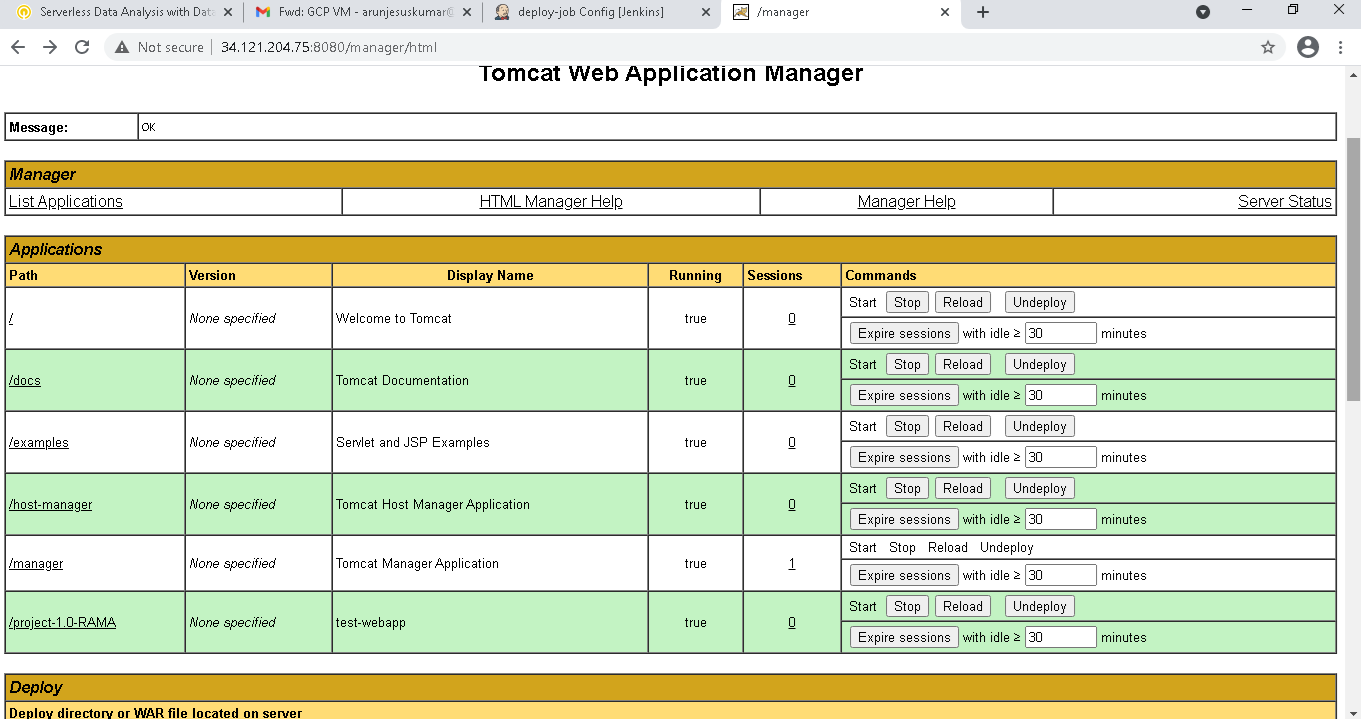 Serverless Data Analysis with Dat
Fwd: GCP VM - arunjesuskumar@
deploy-job Config [Jenkins]
/manager
Not secure
34.121.204.75:8080/manager/html
Tomcat Web Application Manager
Message: OK
Manager
List Applications HTML Manager Help Manager Help Server Status
Applications
Path Version Display Name Running Sessions Commands
/ None specified Welcome to Tomcat true 0
Start Stop Reload Undeploy
Expire sessions with idle ≥ 30 minutes
/docs None specified Tomcat Documentation true 0
Start Stop Reload Undeploy
Expire sessions with idle ≥ 30 minutes
/examples None specified Servlet and JSP Examples true 0
Start Stop Reload Undeploy
Expire sessions with idle ≥ 30 minutes
/host-manager None specified Tomcat Host Manager Application true 0
Start Stop Reload Undeploy
Expire sessions with idle ≥ 30 minutes
/manager None specified Tomcat Manager Application true 1
Start Stop Reload Undeploy
Expire sessions with idle ≥ 30 minutes
/project-1.0-RAMA None specified test-webapp true 0
Start Stop Reload Undeploy
Expire sessions with idle ≥ 30 minutes
Deploy
Deploy directory or WAR file located on server